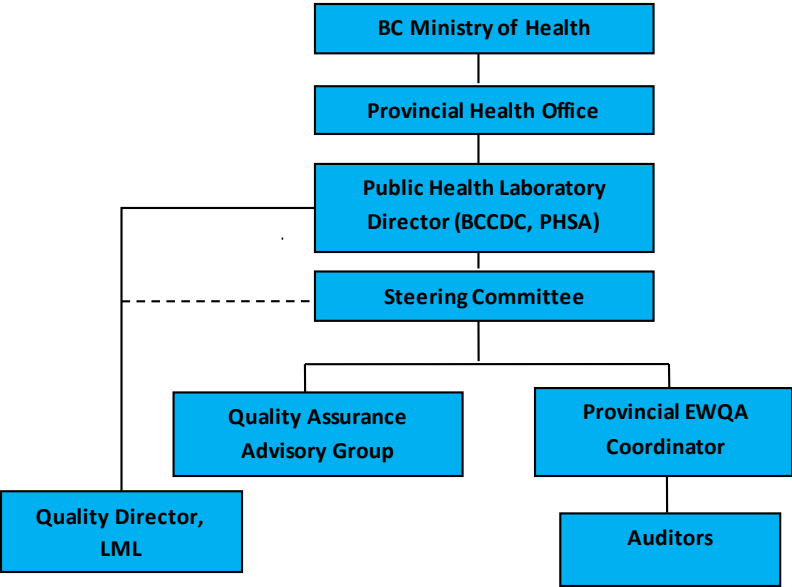 BC Ministry of Health
Provincial Health Office
Public Health Laboratory
Director (BCCDC, PHSA)
Steering Committee
Quality Assurance
Advisory Group
Provincial EWQA
Coordinator
Quality Director,
LML
Auditors